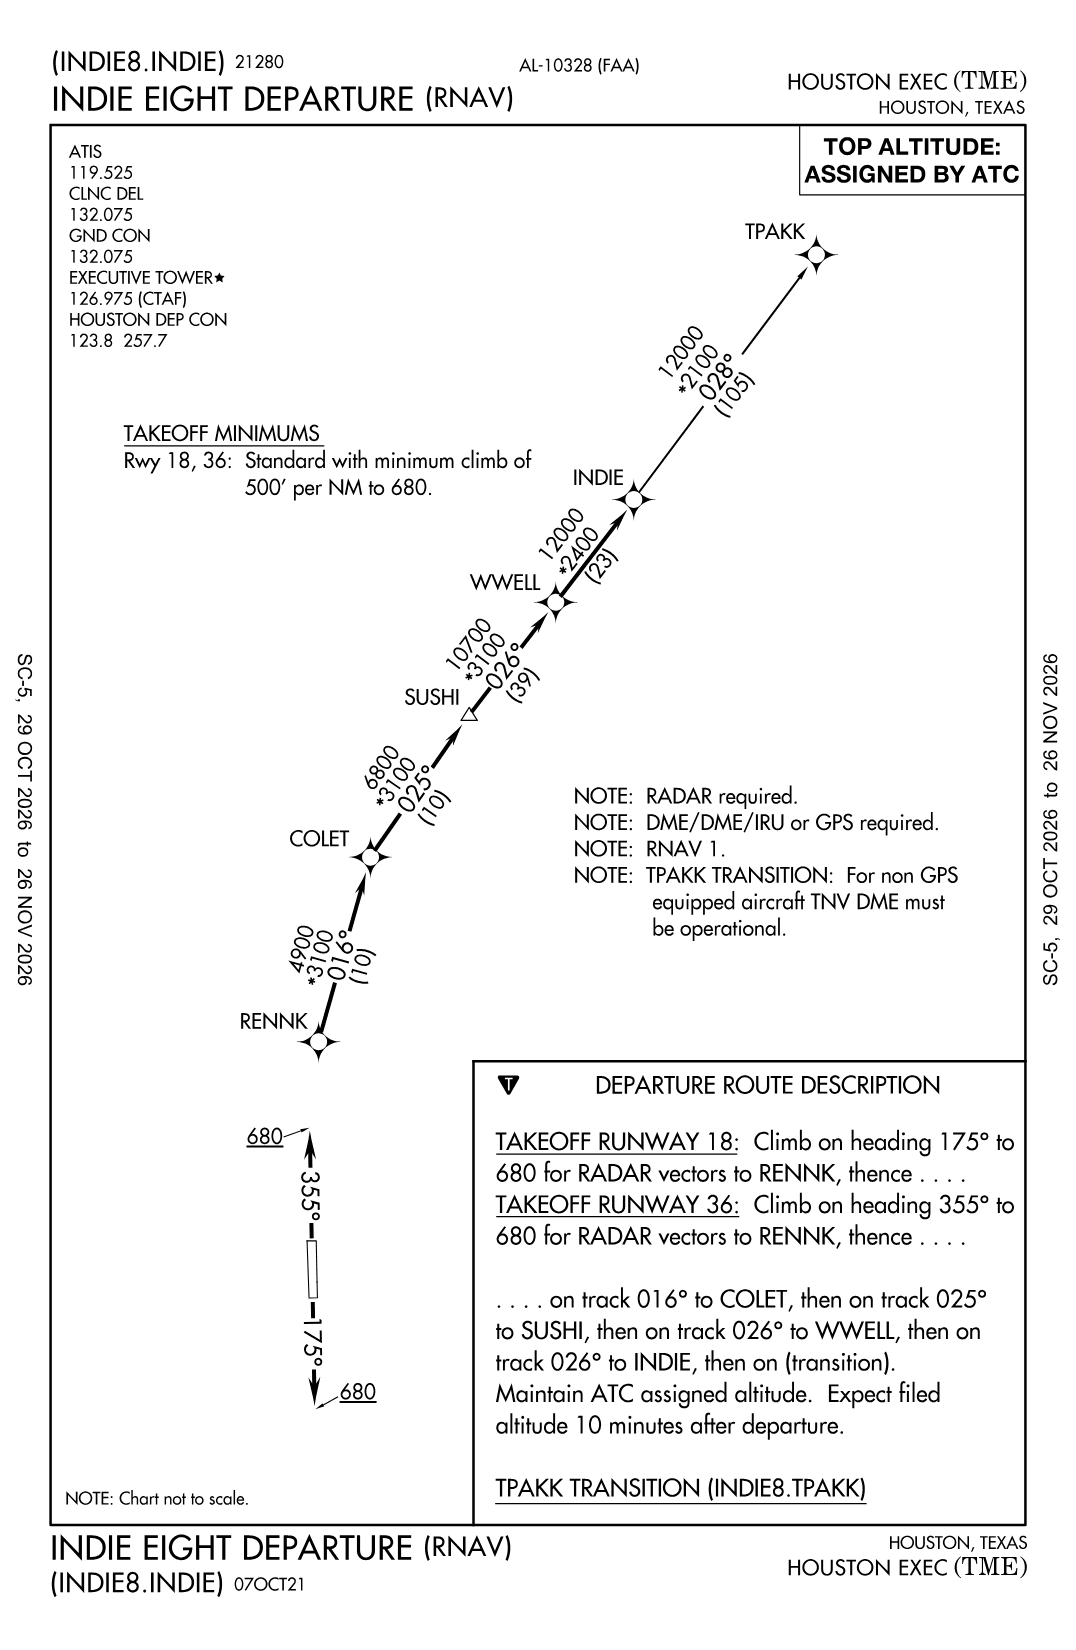 (INDIE8.INDIE) 21280
AL-10328 (FAA)
INDIE EIGHT DEPARTURE (RNAV)
HOUSTON EXEC (TME)
HOUSTON, TEXAS
ATIS
119.525
CLNC DEL
132.075
GND CON
132.075
EXECUTIVE TOWER★
126.975 (CTAF)
HOUSTON DEP CON
123.8 257.7
TOP ALTITUDE:
ASSIGNED BY ATC
TPAKK
12000
*2100
028°
(105)
TAKEOFF MINIMUMS
Rwy 18, 36: Standard with minimum climb of
500' per NM to 680.
INDIE
12000
*2400
(23)
WWELL
10700
*3100
026°
(39)
SUSHI
6800
*3100
025°
(10)
COLET
4900
*3100
016°
(10)
RENNK
NOTE: RADAR required.
NOTE: DME/DME/IRU or GPS required.
NOTE: RNAV 1.
NOTE: TPAKK TRANSITION: For non GPS
equipped aircraft TNV DME must
be operational.
SC-5, 29 OCT 2026 to 26 NOV 2026
SC-5, 29 OCT 2026 to 26 NOV 2026
680
355°
175°
680
NOTE: Chart not to scale.
T
DEPARTURE ROUTE DESCRIPTION
TAKEOFF RUNWAY 18: Climb on heading 175° to
680 for RADAR vectors to RENNK, thence . . . .
TAKEOFF RUNWAY 36: Climb on heading 355° to
680 for RADAR vectors to RENNK, thence . . . .
. . . . on track 016° to COLET, then on track 025°
to SUSHI, then on track 026° to WWELL, then on
track 026° to INDIE, then on (transition).
Maintain ATC assigned altitude. Expect filed
altitude 10 minutes after departure.
TPAKK TRANSITION (INDIE8.TPAKK)
INDIE EIGHT DEPARTURE (RNAV)
(INDIE8.INDIE) 07OCT21
HOUSTON, TEXAS
HOUSTON EXEC (TME)